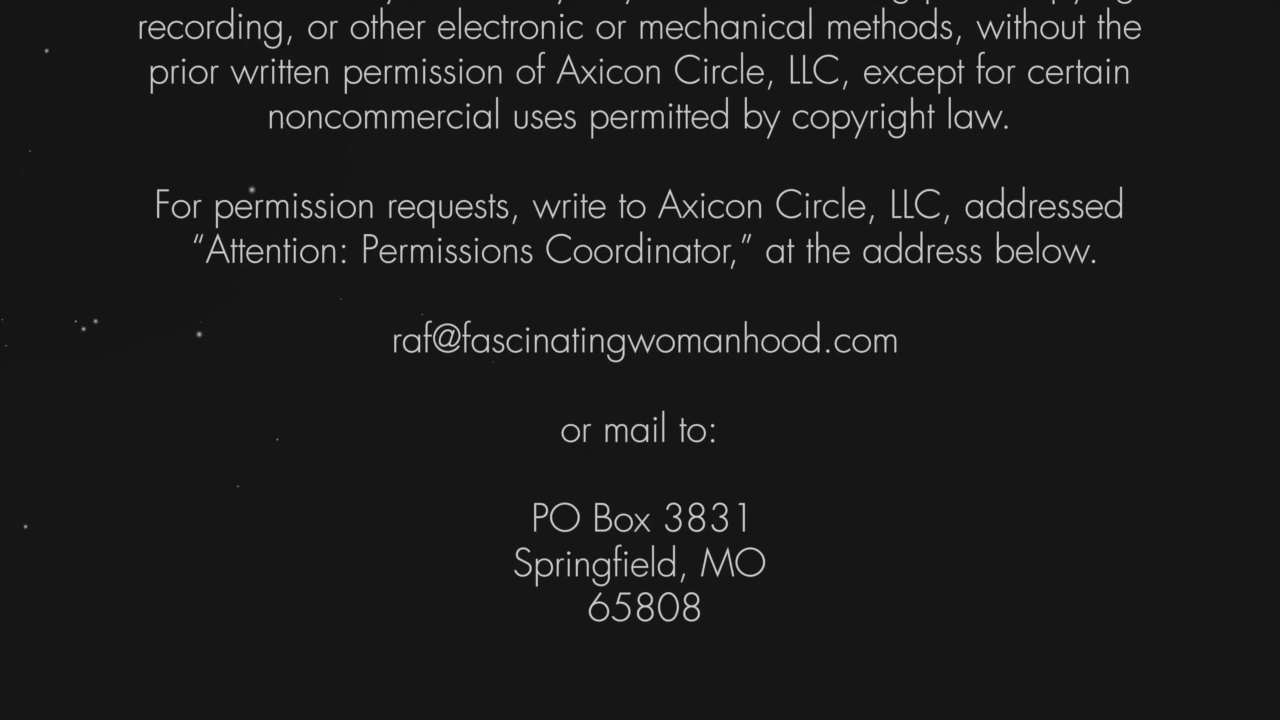 recording, or other electronic or mechanical methods, without the
prior written permission of Axicon Circle, LLC, except for certain
noncommercial uses permitted by copyright law.
For permission requests, write to Axicon Circle, LLC, addressed
“Attention: Permissions Coordinator,” at the address below.
raf@fascinatingwomanhood.com
or mail to:
PO Box 3831
Springfield, MO
65808